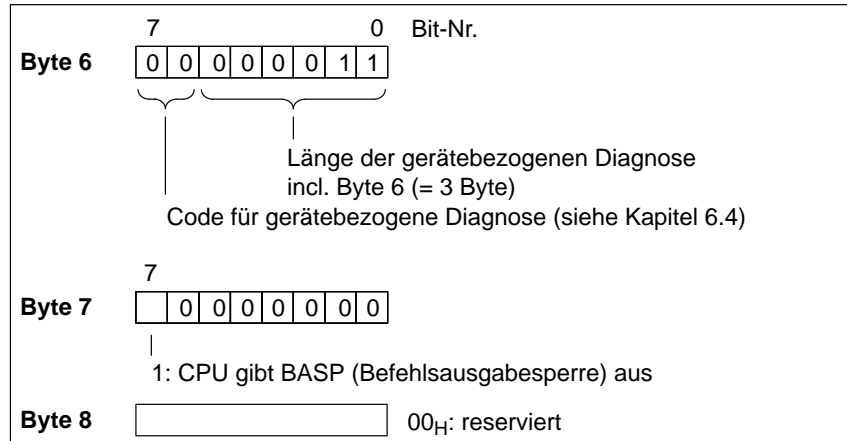 7 0 Bit-Nr.
Byte 6 0 0 0 0 0 0 1 1
Länge der gerätebezogenen Diagnose
incl. Byte 6 (= 3 Byte)
Code für gerätebezogene Diagnose (siehe Kapitel 6.4)
7
Byte 7 0 0 0 0 0 0 0
1: CPU gibt BASP (Befehlsausgabesperre) aus
Byte 8 00H: reserviert